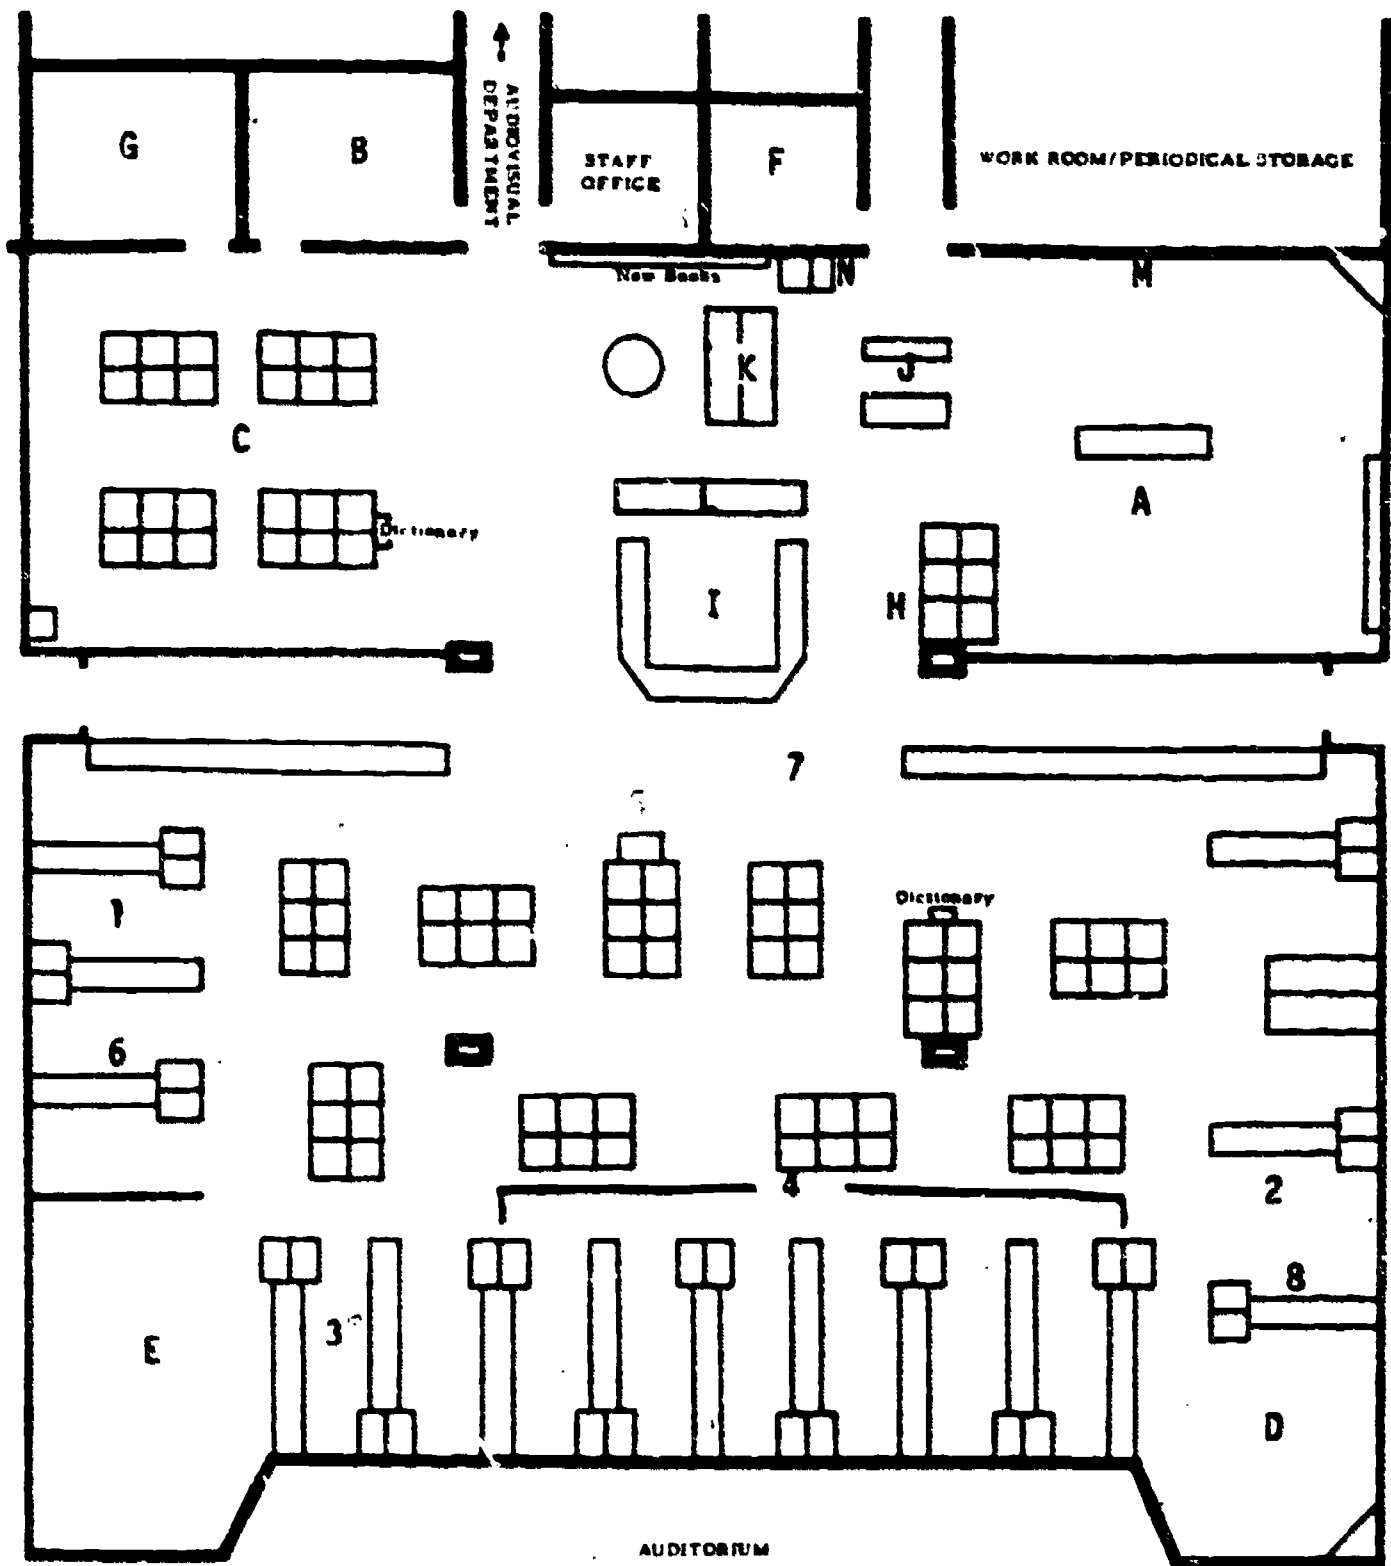 G
B
AUDIOVISUAL
DEPARTMENT
STAFF
OFFICE
F
WORK ROOM/PERIODICAL STORAGE
New Books
N
M
K
J
C
A
Dictionary
I
H
7
Dictionary
1
6
4
2
8
3
E
D
AUDITORIUM